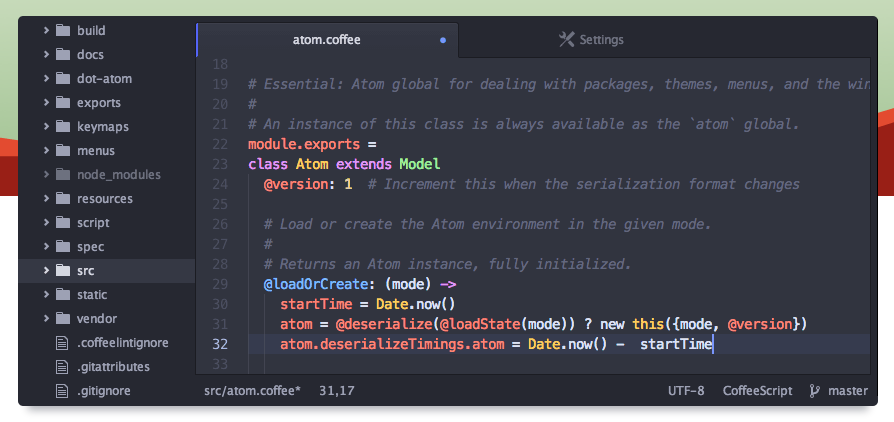 build
docs
dot-atom
exports
keymaps
menus
node_modules
resources
script
spec
src
static
vendor
.coffeelintignore
.gitattributes
.gitignore
atom.coffee
Settings
18
19 # Essential: Atom global for dealing with packages, themes, menus, and the win
20 #
21 # An instance of this class is always available as the `atom` global.
22 module.exports =
23 class Atom extends Model
24 @version: 1 # Increment this when the serialization format changes
25
26 # Load or create the Atom environment in the given mode.
27 #
28 # Returns an Atom instance, fully initialized.
29 @loadOrCreate: (mode) ->
30 startTime = Date.now()
31 atom = @deserialize(@loadState(mode)) ? new this({mode, @version})
32 atom.deserializeTimings.atom = Date.now() -  startTime
33
src/atom.coffee* 31,17 UTF-8 CoffeeScript master